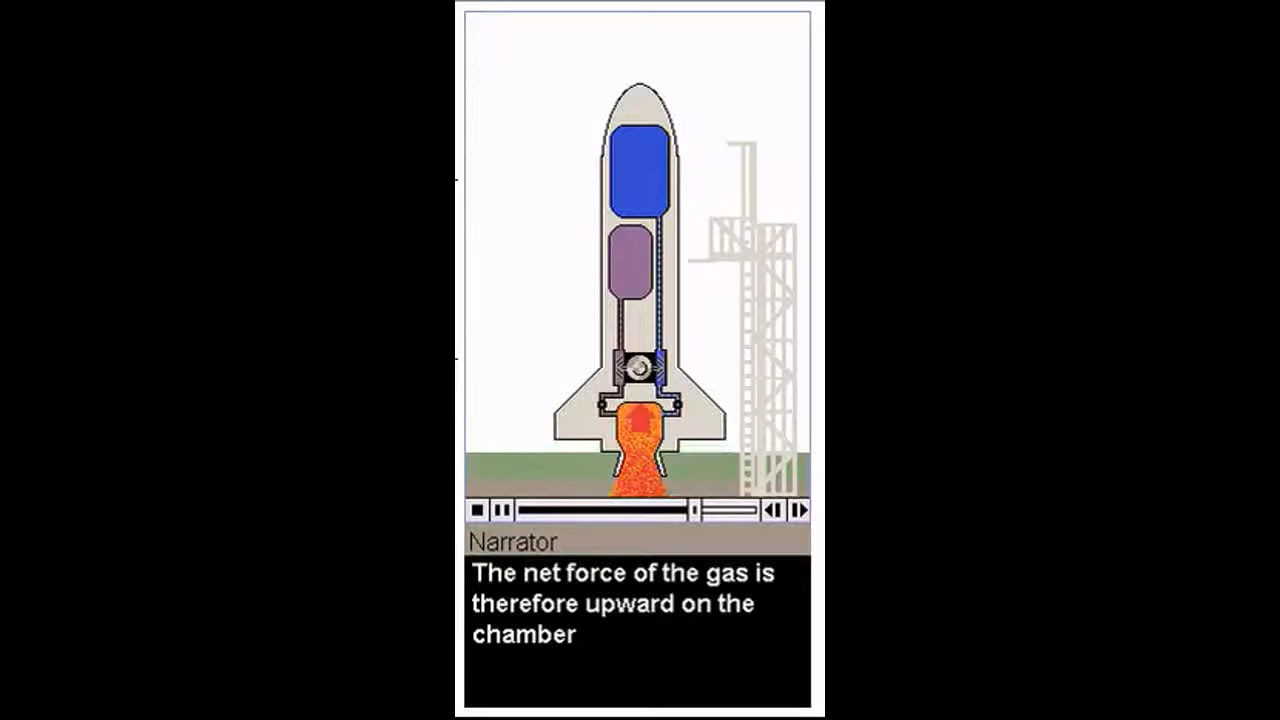 Narrator
The net force of the gas is
therefore upward on the
chamber